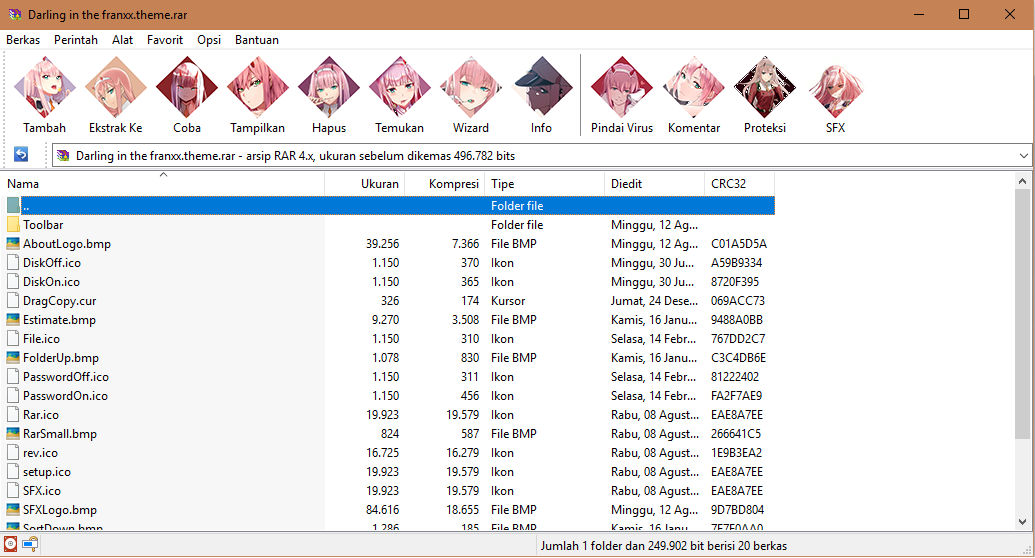 Darling in the franxx.theme.rar
Berkas Perintah Alat Favorit Opsi Bantuan
Tambah Ekstrak Ke Coba Tampilkan Hapus Temukan Wizard Info Pindai Virus Komentar Proteksi SFX
Darling in the franxx.theme.rar - arsip RAR 4.x, ukuran sebelum dikemas 496.782 bits
Nama Ukuran Kompresi Tipe Diedit CRC32
.. Folder file
Toolbar Folder file Minggu, 12 Ag...
AboutLogo.bmp 39.256 7.366 File BMP Minggu, 12 Ag... C01A5D5A
DiskOff.ico 1.150 370 Ikon Minggu, 30 Ju... A59B9334
DiskOn.ico 1.150 365 Ikon Minggu, 30 Ju... 8720F395
DragCopy.cur 326 174 Kursor Jumat, 24 Dese... 069ACC73
Estimate.bmp 9.270 3.508 File BMP Kamis, 16 Janu... 9488A0BB
File.ico 1.150 310 Ikon Selasa, 14 Febr... 767DD2C7
FolderUp.bmp 1.078 830 File BMP Kamis, 16 Janu... C3C4DB6E
PasswordOff.ico 1.150 311 Ikon Selasa, 14 Febr... 81222402
PasswordOn.ico 1.150 456 Ikon Selasa, 14 Febr... FA2F7AE9
Rar.ico 19.923 19.579 Ikon Rabu, 08 Agust... EAE8A7EE
RarSmall.bmp 824 587 File BMP Rabu, 08 Agust... 266641C5
rev.ico 16.725 16.279 Ikon Rabu, 08 Agust... 1E9B3EA2
setup.ico 19.923 19.579 Ikon Rabu, 08 Agust... EAE8A7EE
SFX.ico 19.923 19.579 Ikon Rabu, 08 Agust... EAE8A7EE
SFXLogo.bmp 84.616 18.655 File BMP Minggu, 12 Ag... 9D7BD804
SortDown.bmp 1.286 185 File BMP Kamis, 16 Janu... 7F7F0AA0
Jumlah 1 folder dan 249.902 bit berisi 20 berkas